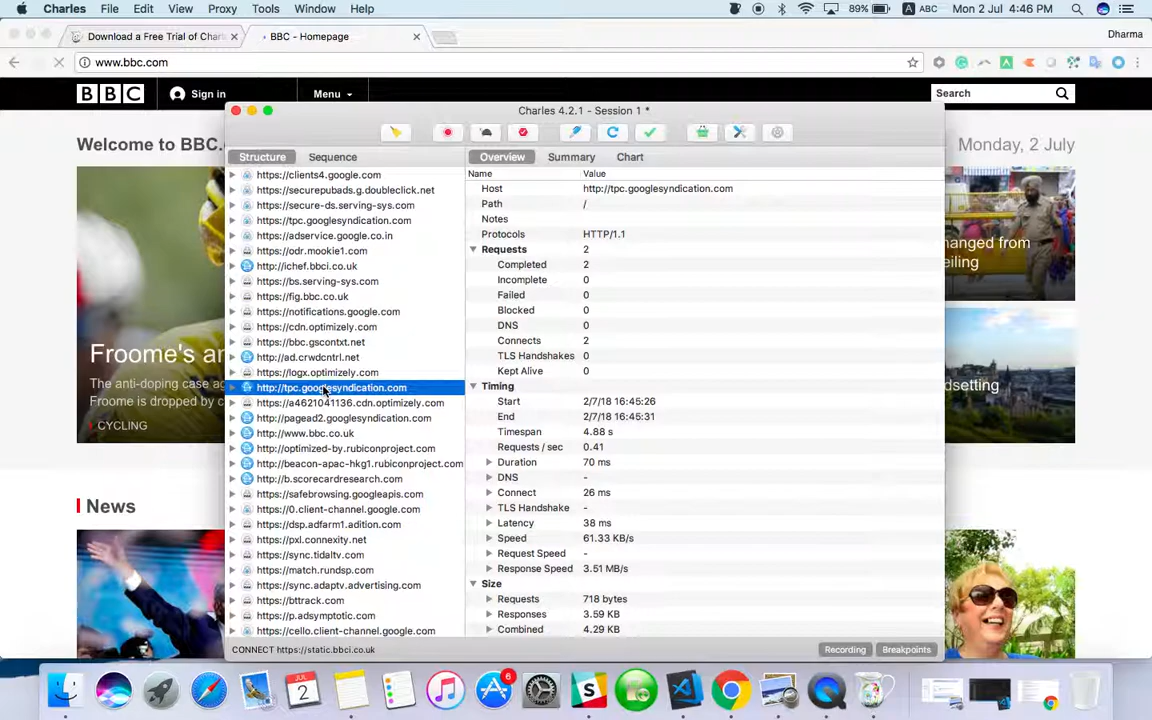 Charles File Edit View Proxy Tools Window Help 89% A ABC Mon 2 Jul 4:46 PM
Download a Free Trial of Char BBC - Homepage Dharma
www.bbc.com
BBC Sign in Menu Search
Charles 4.2.1 - Session 1 *
Welcome to BBC. Monday, 2 July
Structure Sequence Overview Summary Chart
Name Value
https://clients4.google.com
https://securepubads.g.doubleclick.net
https://secure-ds.serving-sys.com
https://tpc.googlesyndication.com
https://adservice.google.co.in
https://odr.mookie1.com
http://ichef.bbci.co.uk
https://bs.serving-sys.com
https://fig.bbc.co.uk
https://notifications.google.com
https://cdn.optimizely.com
https://bbc.gscontxt.net
http://ad.crwdcntrl.net
https://logx.optimizely.com
http://tpc.googlesyndication.com
https://a4621041136.cdn.optimizely.com
http://pagead2.googlesyndication.com
http://www.bbc.co.uk
http://optimized-by.rubiconproject.com
http://beacon-apac-hkg1.rubiconproject.com
http://b.scorecardresearch.com
https://safebrowsing.googleapis.com
https://0.client-channel.google.com
https://dsp.adfarm1.adition.com
https://pxl.connexity.net
https://sync.tidaltv.com
https://match.rundsp.com
https://sync.adaptv.advertising.com
https://bttrack.com
https://p.adsymptotic.com
https://cello.client-channel.google.com
Host http://tpc.googlesyndication.com
Path /
Notes
Protocols HTTP/1.1
Requests 2
Completed 2
Incomplete 0
Failed 0
Blocked 0
DNS 0
Connects 2
TLS Handshakes 0
Kept Alive 0
Timing
Start 2/7/18 16:45:26
End 2/7/18 16:45:31
Timespan 4.88 s
Requests / sec 0.41
Duration 70 ms
DNS -
Connect 26 ms
TLS Handshake -
Latency 38 ms
Speed 61.33 KB/s
Request Speed -
Response Speed 3.51 MB/s
Size
Requests 718 bytes
Responses 3.59 KB
Combined 4.29 KB
CONNECT https://static.bbci.co.uk Recording Breakpoints
Froome's an
The anti-doping case ag
Froome is dropped by c
CYCLING
hanged from
eiling
dsetting
News
JUL
2
6